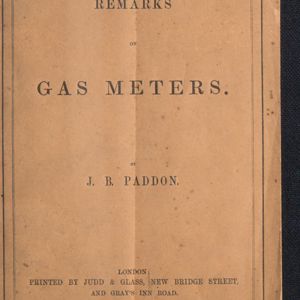 REMARKS
ON
GAS METERS.
BY
J. B. PADDON.
LONDON:
PRINTED BY JUDD & GLASS, NEW BRIDGE STREET,
AND GRAY'S INN ROAD.